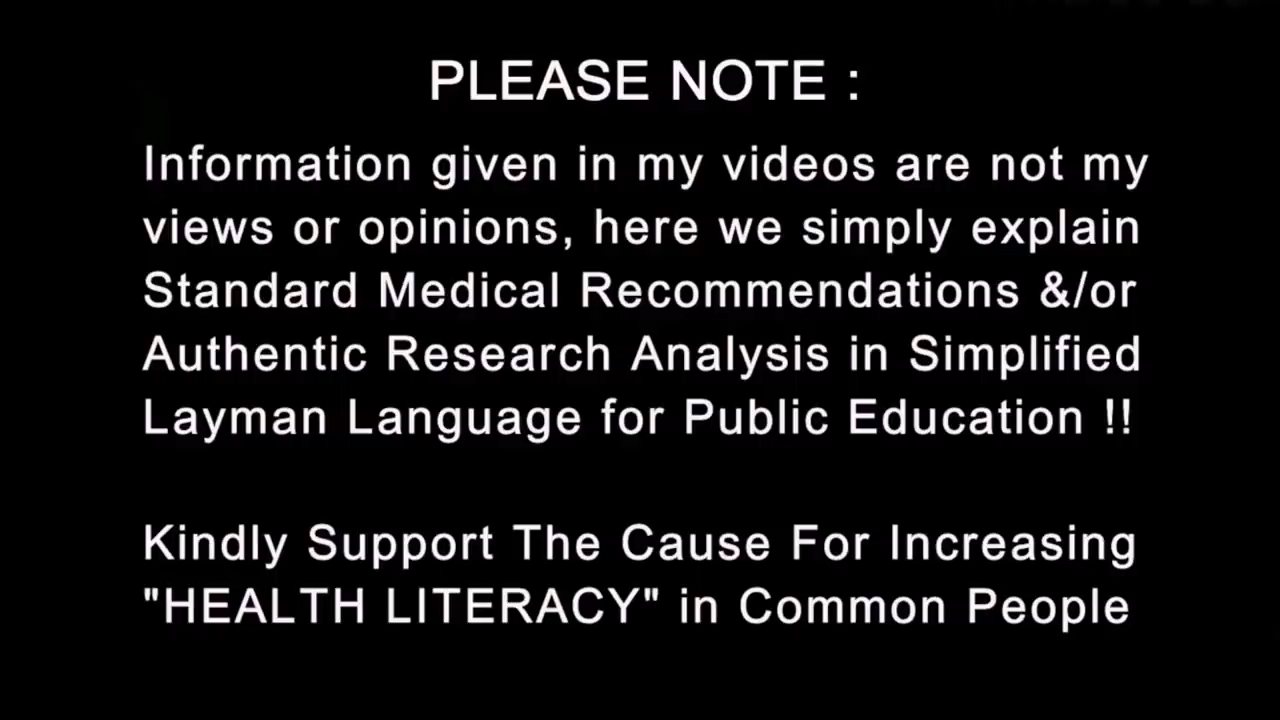 PLEASE NOTE :
Information given in my videos are not my
views or opinions, here we simply explain
Standard Medical Recommendations &/or
Authentic Research Analysis in Simplified
Layman Language for Public Education !!
Kindly Support The Cause For Increasing
"HEALTH LITERACY" in Common People